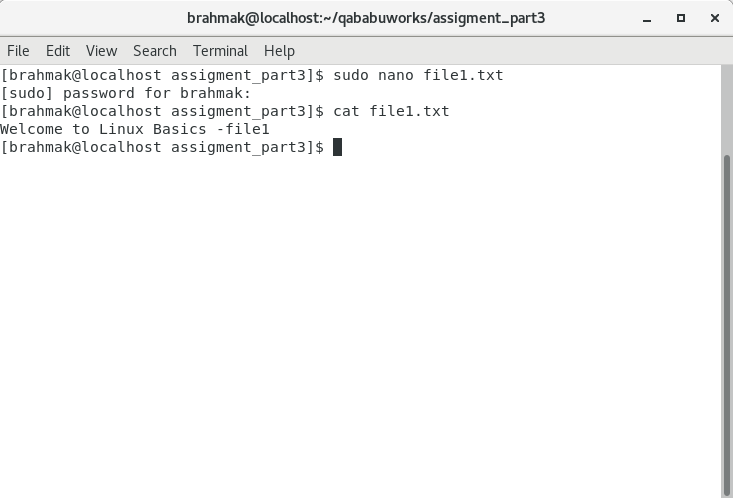 brahmak@localhost:~/qababuworks/assigment_part3
File Edit View Search Terminal Help
[brahmak@localhost assigment_part3]$ sudo nano file1.txt
[sudo] password for brahmak:
[brahmak@localhost assigment_part3]$ cat file1.txt
Welcome to Linux Basics -file1
[brahmak@localhost assigment_part3]$